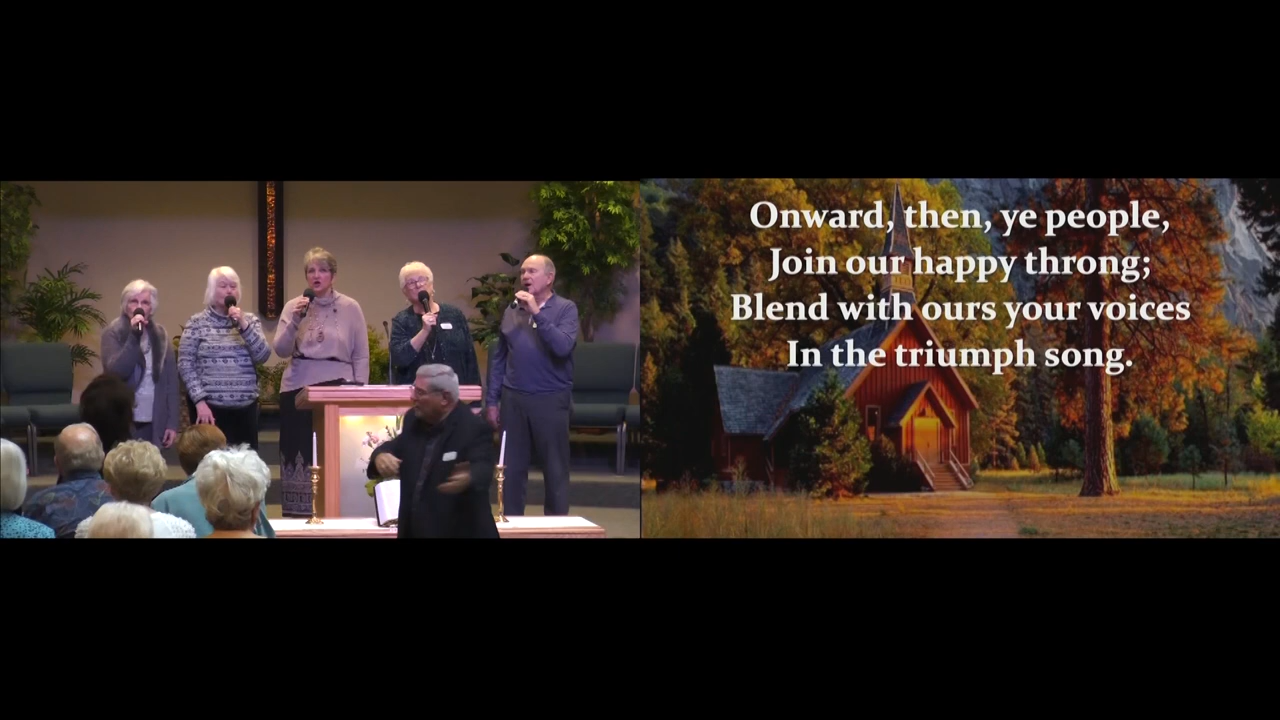 Onward, then, ye people,
Join our happy throng;
Blend with ours your voices
In the triumph song.